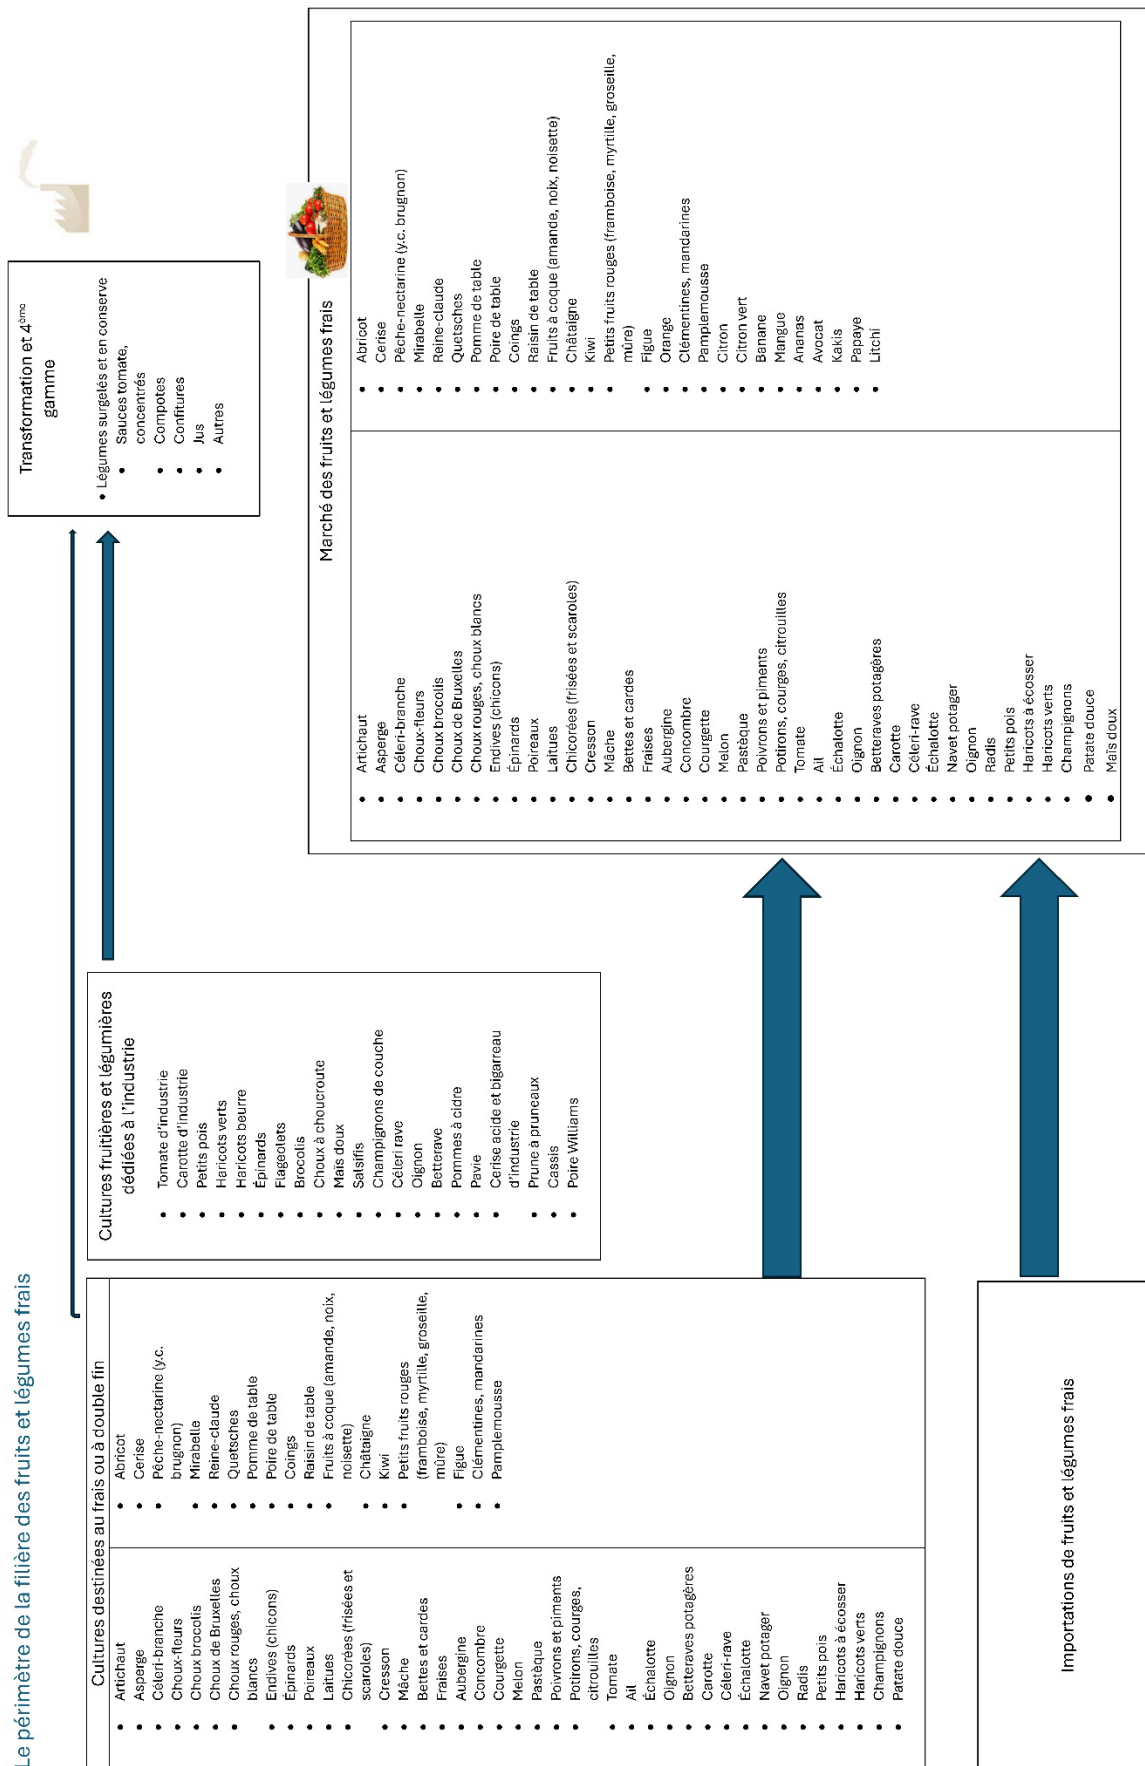 Le périmètre de la filière des fruits et légumes frais
Cultures destinées au frais ou à double fin
Artichaut
Asperge
Céleri-branche
Choux-fleurs
Choux brocolis
Choux de Bruxelles
Choux rouges, choux
blancs
Endives (chicons)
Épinards
Poireaux
Laitues
Chicorées (frisées et
scaroles)
Cresson
Mâche
Bettes et cardes
Fraises
Aubergine
Concombre
Courgette
Melon
Pastèque
Poivrons et piments
Potirons, courges,
citrouilles
Tomate
Ail
Échalotte
Oignon
Betteraves potagères
Carotte
Céleri-rave
Échalotte
Navet potager
Oignon
Radis
Petits pois
Haricots à écosser
Haricots verts
Champignons
Patate douce
Abricot
Cerise
Pêche-nectarine (y.c.
brugnon)
Mirabelle
Reine-claude
Quetsches
Pomme de table
Poire de table
Coings
Raisin de table
Fruits à coque (amande, noix,
noisette)
Châtaigne
Kiwi
Petits fruits rouges
(framboise, myrtille, groseille,
mûre)
Figue
Clémentines, mandarines
Pamplemousse
Importations de fruits et légumes frais
Cultures fruitières et légumières
dédiées à l'industrie
Tomate d'industrie
Carotte d'industrie
Petits pois
Haricots verts
Haricots beurre
Épinards
Flageolets
Brocolis
Choux à choucroute
Maïs doux
Salsifis
Champignons de couche
Céleri rave
Oignon
Betterave
Pommes à cidre
Pavie
Cerise acide et bigarreau
d'industrie
Prune à pruneaux
Cassis
Poire Williams
Transformation et 4ème
gamme
Légumes surgelés et en conserve
Sauces tomate,
concentrés
Compotes
Confitures
Jus
Autres
Marché des fruits et légumes frais
Artichaut
Asperge
Céleri-branche
Choux-fleurs
Choux brocolis
Choux de Bruxelles
Choux rouges, choux blancs
Endives (chicons)
Épinards
Poireaux
Laitues
Chicorées (frisées et scaroles)
Cresson
Mâche
Bettes et cardes
Fraises
Aubergine
Concombre
Courgette
Melon
Pastèque
Poivrons et piments
Potirons, courges, citrouilles
Tomate
Ail
Échalotte
Oignon
Betteraves potagères
Carotte
Céleri-rave
Échalotte
Navet potager
Oignon
Radis
Petits pois
Haricots à écosser
Haricots verts
Champignons
Patate douce
Maïs doux
Abricot
Cerise
Pêche-nectarine (y.c. brugnon)
Mirabelle
Reine-claude
Quetsches
Pomme de table
Poire de table
Coings
Raisin de table
Fruits à coque (amande, noix, noisette)
Châtaigne
Kiwi
Petits fruits rouges (framboise, myrtille, groseille,
mûre)
Figue
Orange
Clémentines, mandarines
Pamplemousse
Citron
Citron vert
Banane
Mangue
Ananas
Avocat
Kakis
Papaye
Litchi